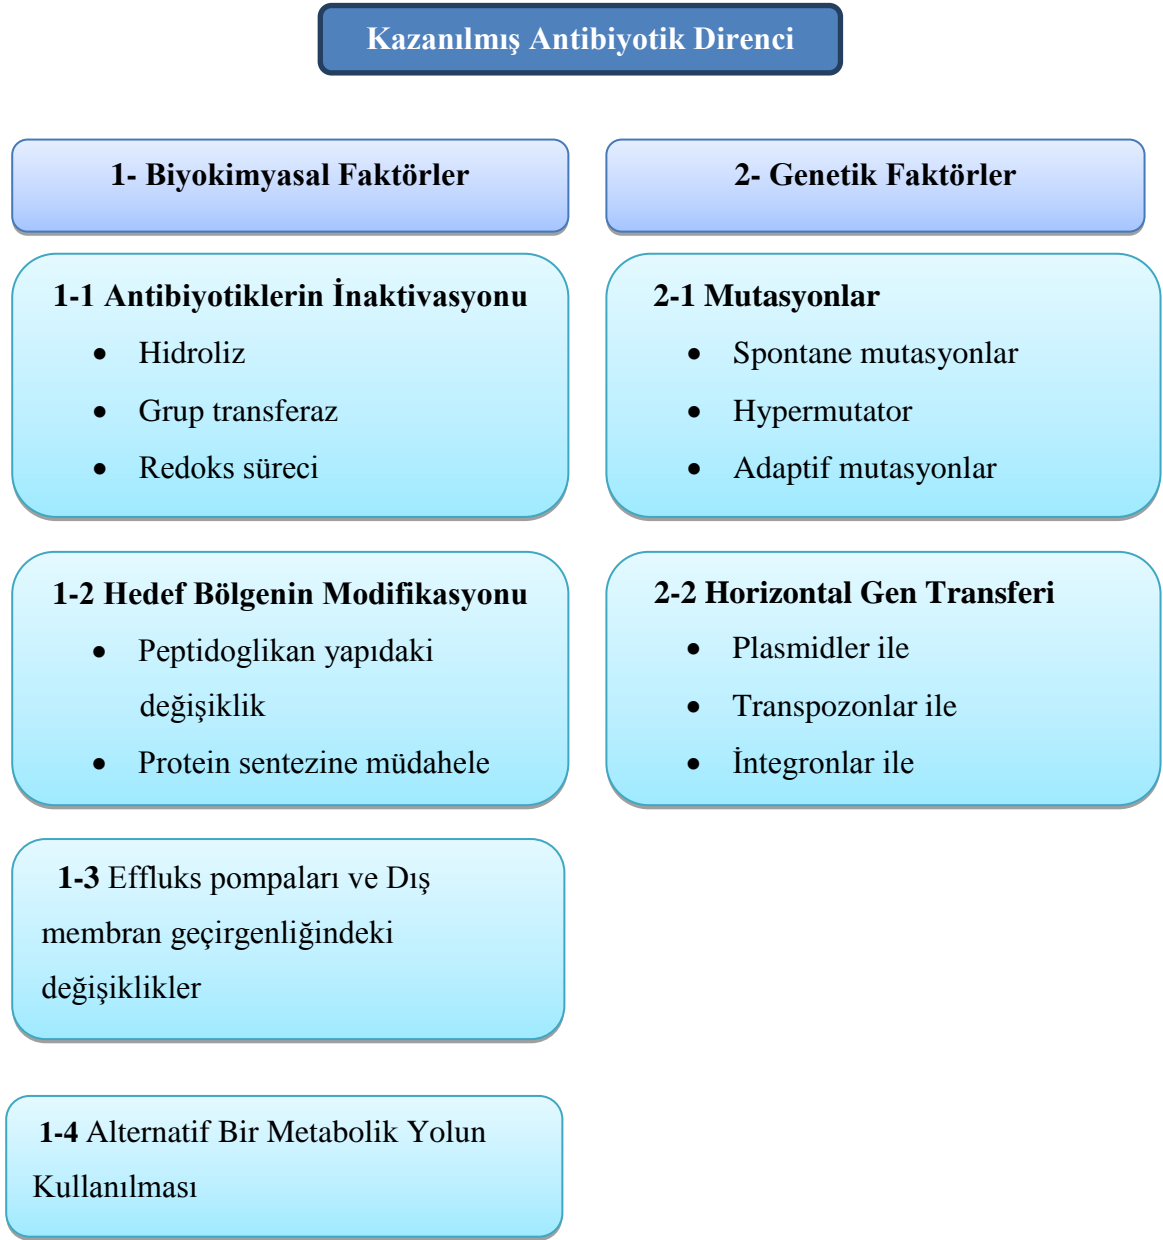 Kazanılmış Antibiyotik Direnci
1- Biyokimyasal Faktörler
1-1 Antibiyotiklerin İnaktivasyonu
• Hidroliz
• Grup transferaz
• Redoks süreci
1-2 Hedef Bölgenin Modifikasyonu
• Peptidoglikan yapıdaki
değişiklik
• Protein sentezine müdahele
1-3 Effluks pompaları ve Dış
membran geçirgenliğindeki
değişiklikler
1-4 Alternatif Bir Metabolik Yolun
Kullanılması
2- Genetik Faktörler
2-1 Mutasyonlar
• Spontane mutasyonlar
• Hypermutator
• Adaptif mutasyonlar
2-2 Horizontal Gen Transferi
• Plasmidler ile
• Transpozonlar ile
• İntegronlar ile